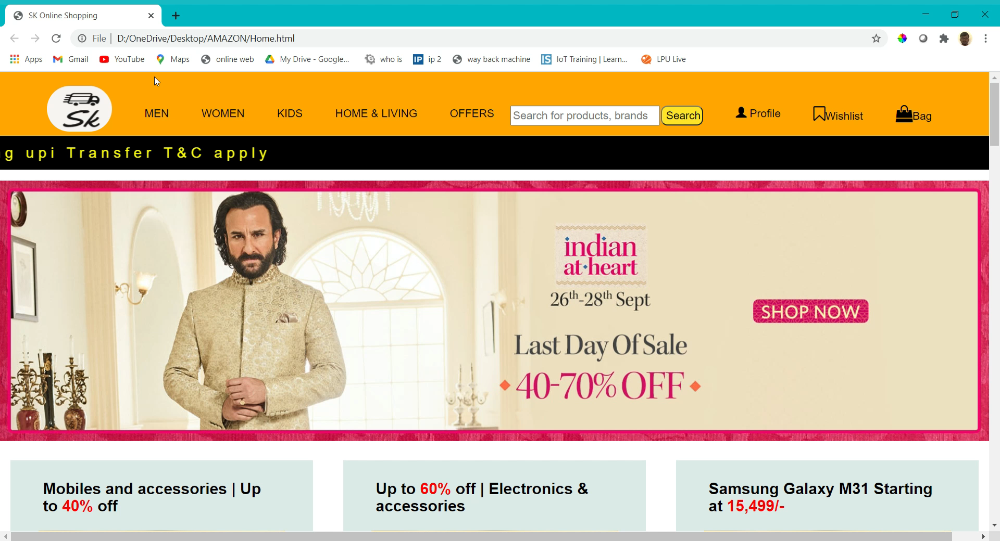 SK Online Shopping
File | D:/OneDrive/Desktop/AMAZON/Home.html
Apps Gmail YouTube Maps online web My Drive - Google... who is IP ip 2 way back machine IS IoT Training | Learn... LPU Live
Sk MEN WOMEN KIDS HOME & LIVING OFFERS Search for products, brands Search Profile Wishlist Bag
g upi Transfer T&C apply
indian
at heart
26th-28th Sept
SHOP NOW
Last Day Of Sale
40-70% OFF
Mobiles and accessories | Up
to 40% off
Up to 60% off | Electronics &
accessories
Samsung Galaxy M31 Starting
at 15,499/-